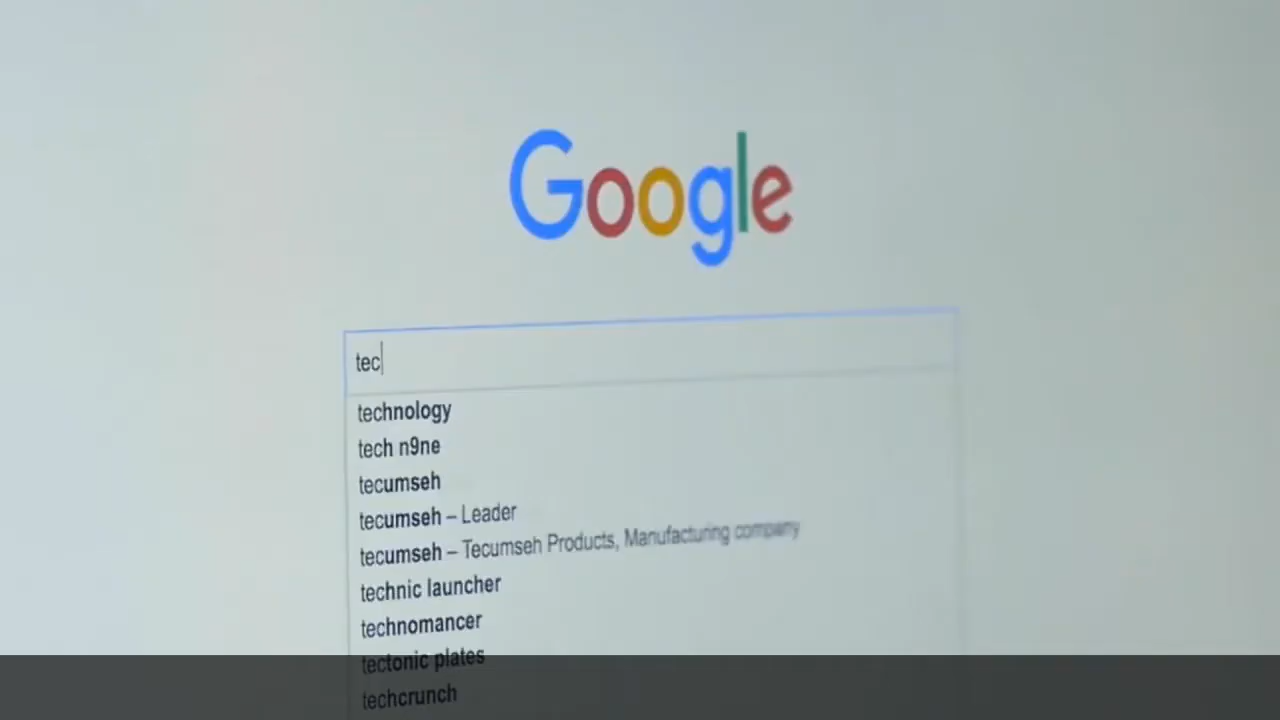 Google
tec
technology
tech n9ne
tecumseh
tecumseh – Leader
tecumseh – Tecumseh Products, Manufacturing company
technic launcher
technomancer
tectonic plates
techcrunch